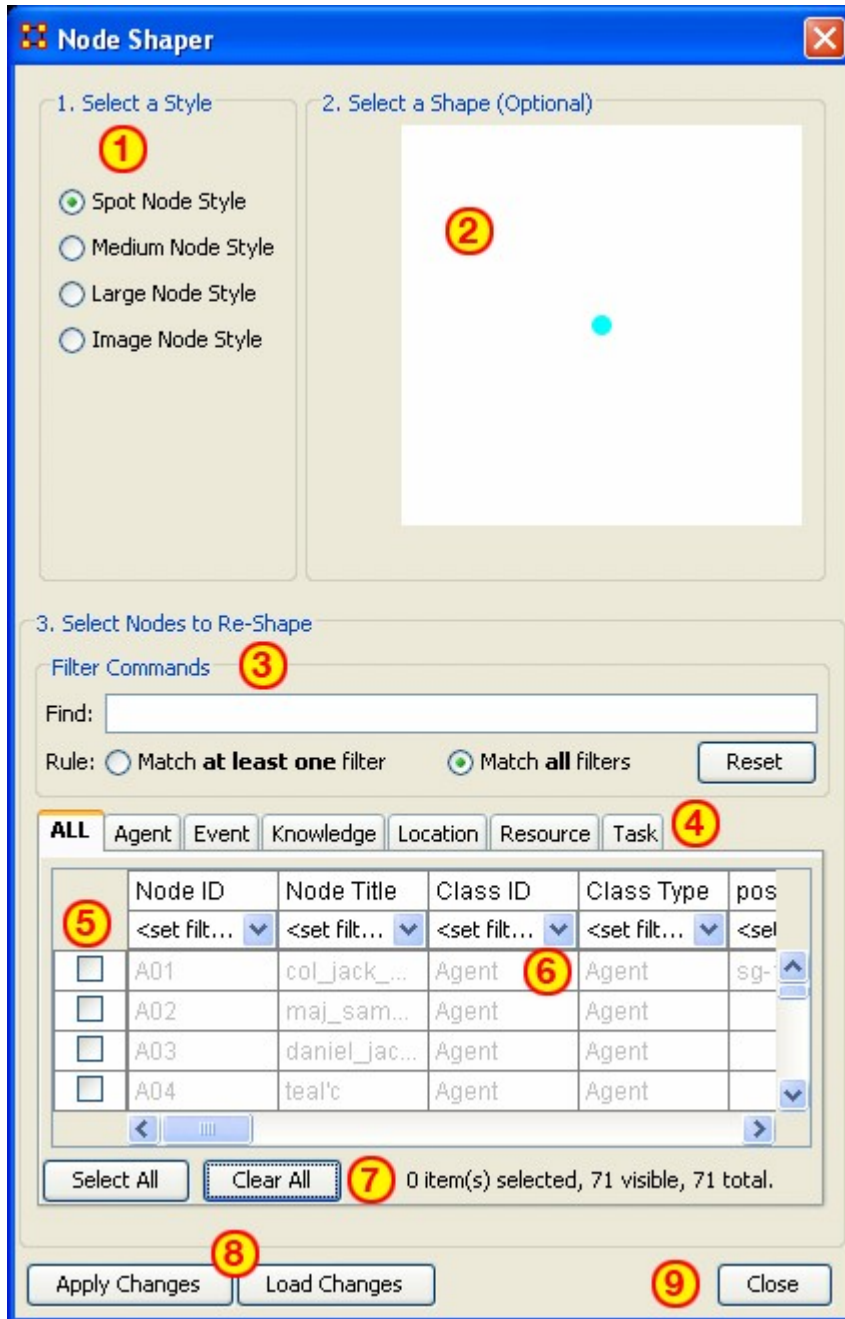 Node Shaper
1. Select a Style
2. Select a Shape (Optional)
1
Spot Node Style
2
Medium Node Style
Large Node Style
Image Node Style
3. Select Nodes to Re-Shape
Filter Commands 3
Find:
Rule: Match at least one filter Match all filters Reset
ALL Agent Event Knowledge Location Resource Task 4
Node ID Node Title Class ID Class Type pos
5 <set filt... <set filt... <set filt... <set filt... <set
A01 col_jack_... Agent 6 Agent sg-
A02 maj_sam... Agent Agent
A03 daniel_jac... Agent Agent
A04 teal'c Agent Agent
Select All Clear All 7 0 item(s) selected, 71 visible, 71 total.
8
Apply Changes Load Changes 9 Close